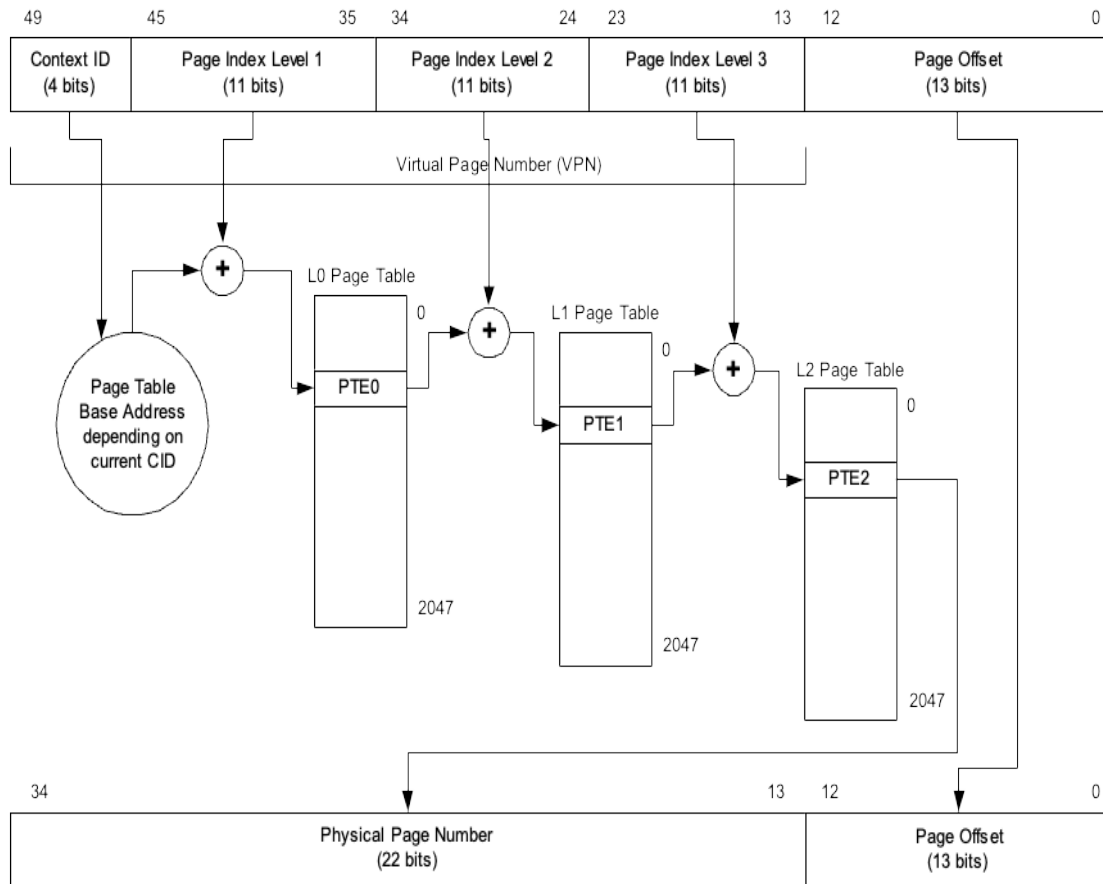 49 45 35 34 24 23 13 12 0
Context ID
(4 bits)
Page Index Level 1
(11 bits)
Page Index Level 2
(11 bits)
Page Index Level 3
(11 bits)
Page Offset
(13 bits)
Virtual Page Number (VPN)
+
L0 Page Table
0
+
L1 Page Table
0
+
L2 Page Table
0
Page Table
Base Address
depending on
current CID
PTE0
PTE1
PTE2
2047
2047
2047
34 13 12 0
Physical Page Number
(22 bits)
Page Offset
(13 bits)